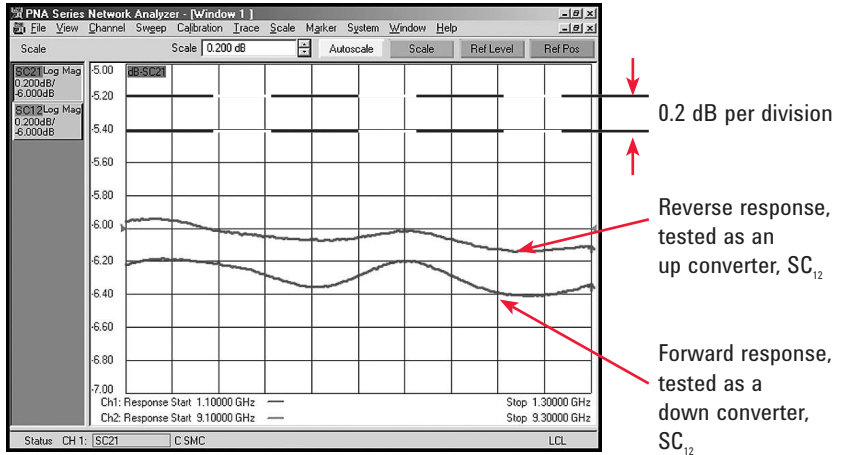 PNA Series Network Analyzer - [Window 1 ]
File View Channel Sweep Calibration Trace Scale Marker System Window Help
Scale Scale 0.200 dB Autoscale Scale Ref Level Ref Pos
SC21 Log Mag
0.200dB/
-6.000dB
SC12 Log Mag
0.200dB/
-6.000dB
dB-SC21
-5.00
-5.20
-5.40
-5.60
-5.80
-6.00
-6.20
-6.40
-6.60
-6.80
-7.00
Ch1: Response Start 1.10000 GHz Stop 1.30000 GHz
Ch2: Response Start 9.10000 GHz Stop 9.30000 GHz
Status CH 1: SC21 C SMC LCL
0.2 dB per division
Reverse response,
tested as an
up converter, SC12
Forward response,
tested as a
down converter,
SC12